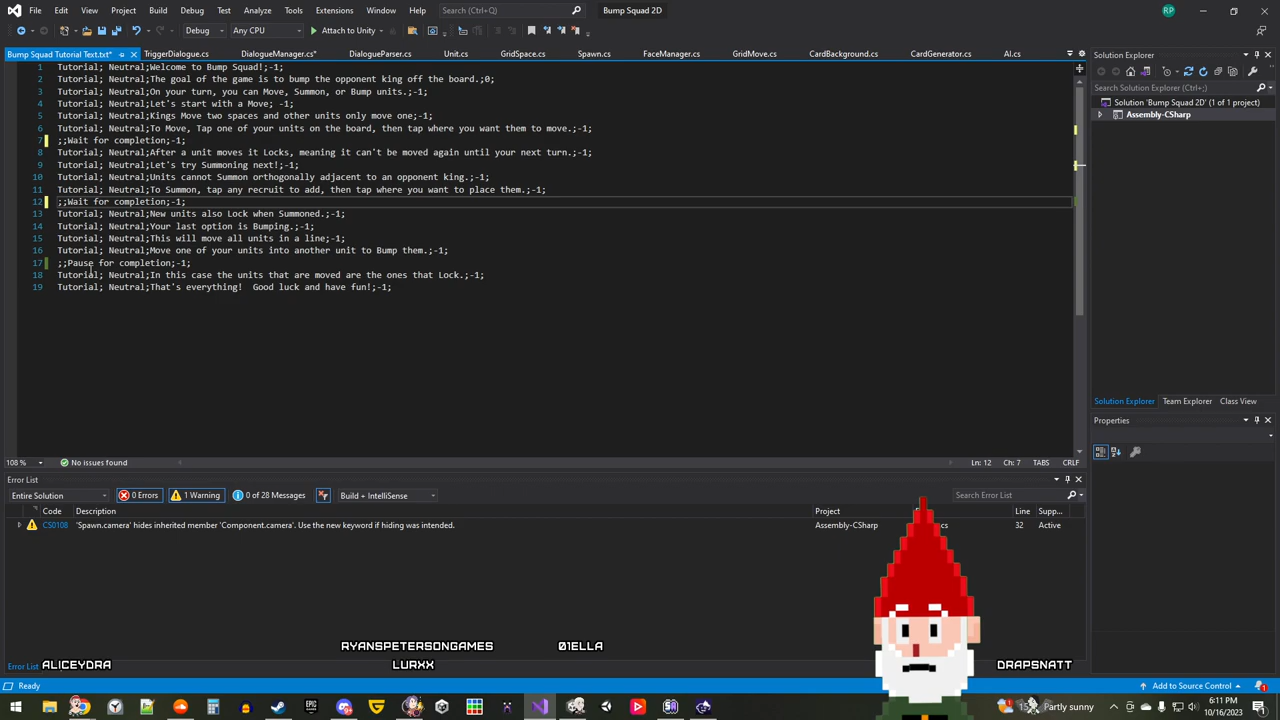 File Edit View Project Build Debug Test Analyze Tools Extensions Window Help Search (Ctrl+Q) Bump Squad 2D RP
Debug Any CPU Attach to Unity
Bump Squad Tutorial Text.txt* TriggerDialogue.cs DialogueManager.cs* DialogueParser.cs Unit.cs GridSpace.cs Spawn.cs FaceManager.cs GridMove.cs CardBackground.cs CardGenerator.cs AI.cs
1 Tutorial; Neutral;Welcome to Bump Squad!;-1;
2 Tutorial; Neutral;The goal of the game is to bump the opponent king off the board.;0;
3 Tutorial; Neutral;On your turn, you can Move, Summon, or Bump units.;-1;
4 Tutorial; Neutral;Let's start with a Move; -1;
5 Tutorial; Neutral;Kings Move two spaces and other units only move one;-1;
6 Tutorial; Neutral;To Move, Tap one of your units on the board, then tap where you want them to move.;-1;
7 ;;Wait for completion;-1;
8 Tutorial; Neutral;After a unit moves it Locks, meaning it can't be moved again until your next turn.;-1;
9 Tutorial; Neutral;Let's try Summoning next!;-1;
10 Tutorial; Neutral;Units cannot Summon orthogonally adjacent to an opponent king.;-1;
11 Tutorial; Neutral;To Summon, tap any recruit to add, then tap where you want to place them.;-1;
12 ;;Wait for completion;-1;
13 Tutorial; Neutral;New units also Lock when Summoned.;-1;
14 Tutorial; Neutral;Your last option is Bumping.;-1;
15 Tutorial; Neutral;This will move all units in a line;-1;
16 Tutorial; Neutral;Move one of your units into another unit to Bump them.;-1;
17 ;;Pause for completion;-1;
18 Tutorial; Neutral;In this case the units that are moved are the ones that Lock.;-1;
19 Tutorial; Neutral;That's everything!  Good luck and have fun!;-1;
108 % No issues found Ln: 12 Ch: 7 TABS CRLF
Solution Explorer
Search Solution Explorer (Ctrl+;)
Solution 'Bump Squad 2D' (1 of 1 project)
Assembly-CSharp
Solution Explorer Team Explorer Class View
Properties
Error List
Entire Solution 0 Errors 1 Warning 0 of 28 Messages Build + IntelliSense Search Error List
Code Description Project Line Supp...
CS0108 'Spawn.camera' hides inherited member 'Component.camera'. Use the new keyword if hiding was intended. Assembly-CSharp 32 Active
RYANSPETERSONGAMES 01ELLA
Error List ALICEYDRA LURXX DRAPSNATT
Ready Add to Source Control
Partly sunny 6:11 PM
10/16/2023